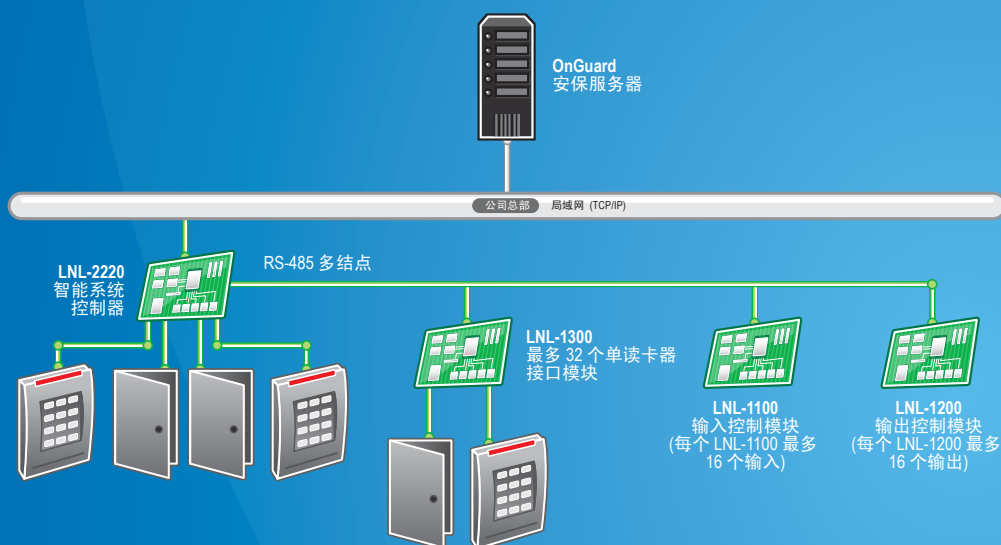 OnGuard
安保服务器
公司总部 局域网 (TCP/IP)
LNL-2220
智能系统
控制器
RS-485 多结点
LNL-1300
最多 32 个单读卡器
接口模块
LNL-1100
输入控制模块
(每个 LNL-1100 最多
16 个输入)
LNL-1200
输出控制模块
(每个 LNL-1200 最多
16 个输出)